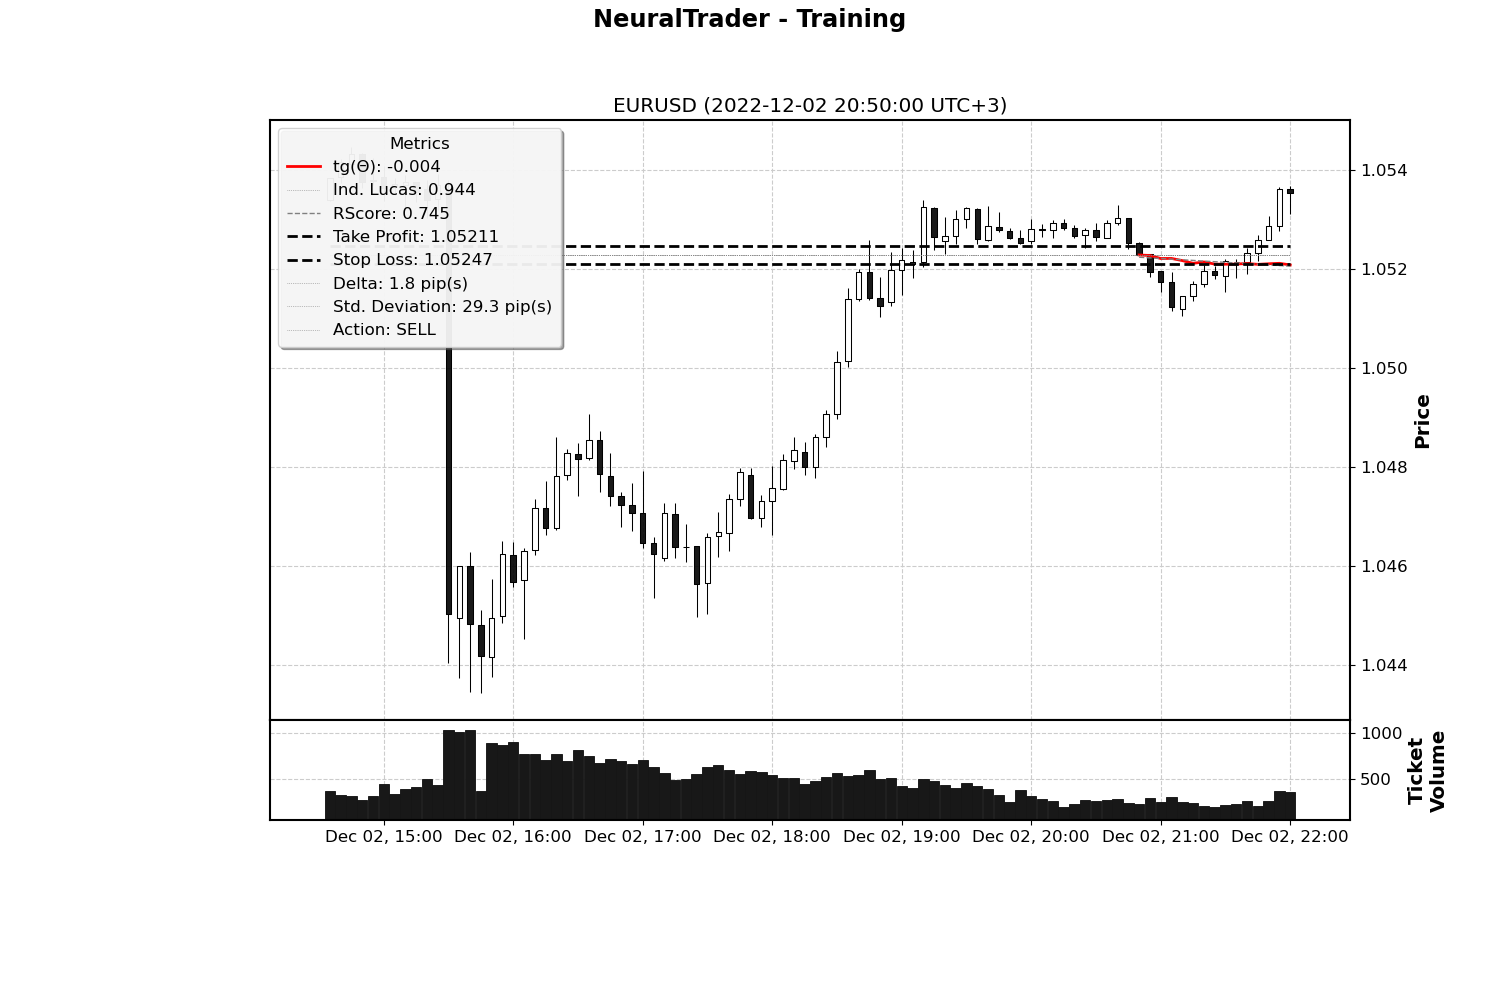 NeuralTrader - Training
EURUSD (2022-12-02 20:50:00 UTC+3)
Metrics
tg(Θ): -0.004
Ind. Lucas: 0.944
RScore: 0.745
Take Profit: 1.05211
Stop Loss: 1.05247
Delta: 1.8 pip(s)
Std. Deviation: 29.3 pip(s)
Action: SELL
1.054
1.052
1.050
1.048
1.046
1.044
Price
1000
500
Ticket
Volume
Dec 02, 15:00 Dec 02, 16:00 Dec 02, 17:00 Dec 02, 18:00 Dec 02, 19:00 Dec 02, 20:00 Dec 02, 21:00 Dec 02, 22:00